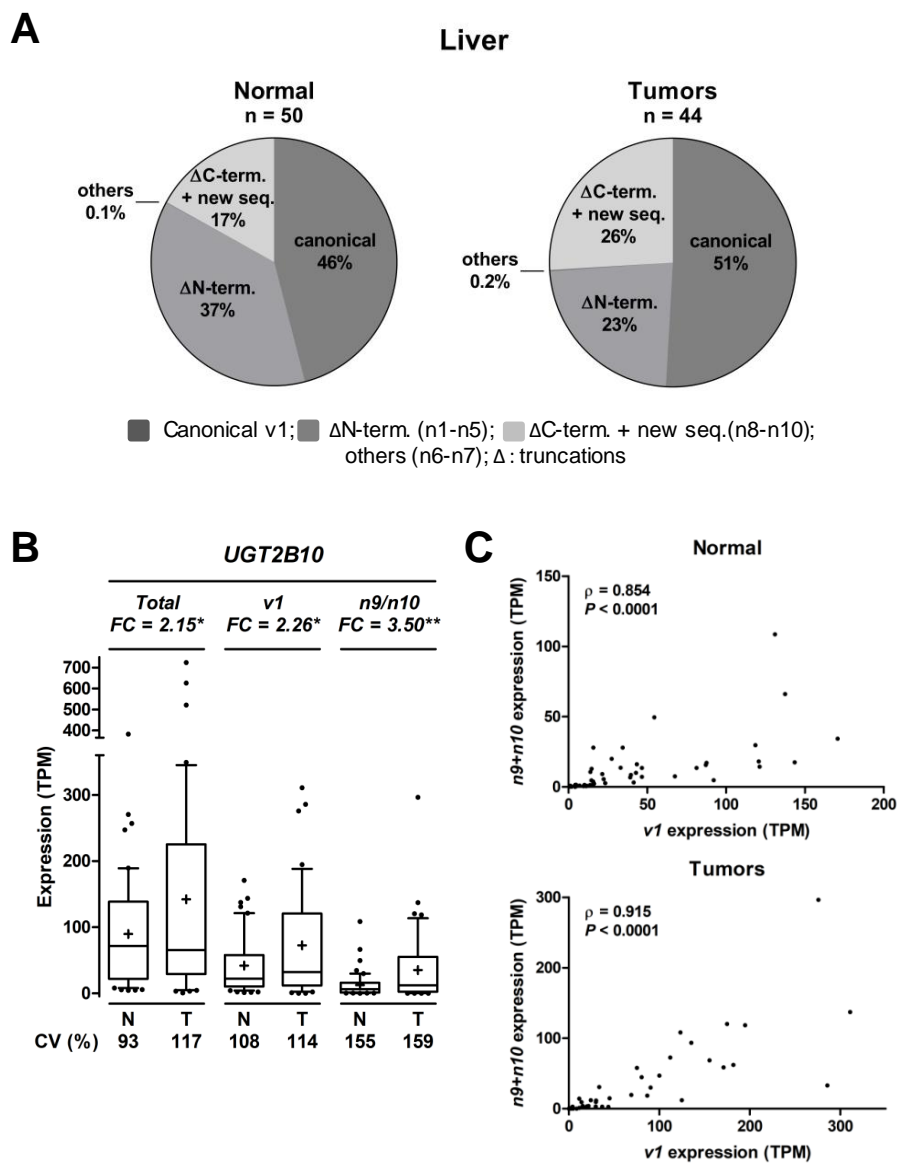 A
Liver
Normal
n = 50
ΔC-term.
+ new seq.
17%
others
0.1%
canonical
46%
ΔN-term.
37%
Tumors
n = 44
ΔC-term.
+ new seq.
26%
canonical
51%
others
0.2%
ΔN-term.
23%
Canonical v1; ΔN-term. (n1-n5); ΔC-term. + new seq.(n8-n10);
others (n6-n7); Δ : truncations
B
UGT2B10
Total
FC = 2.15*
v1
FC = 2.26*
n9/n10
FC = 3.50**
Expression (TPM)
700
600
500
400
300
200
100
0
N T N T N T
CV (%) 93 117 108 114 155 159
C
Normal
ρ = 0.854
P < 0.0001
n9+n10 expression (TPM)
150
100
50
0
0 50 100 150 200
v1 expression (TPM)
Tumors
ρ = 0.915
P < 0.0001
n9+n10 expression (TPM)
300
200
100
0
0 100 200 300
v1 expression (TPM)